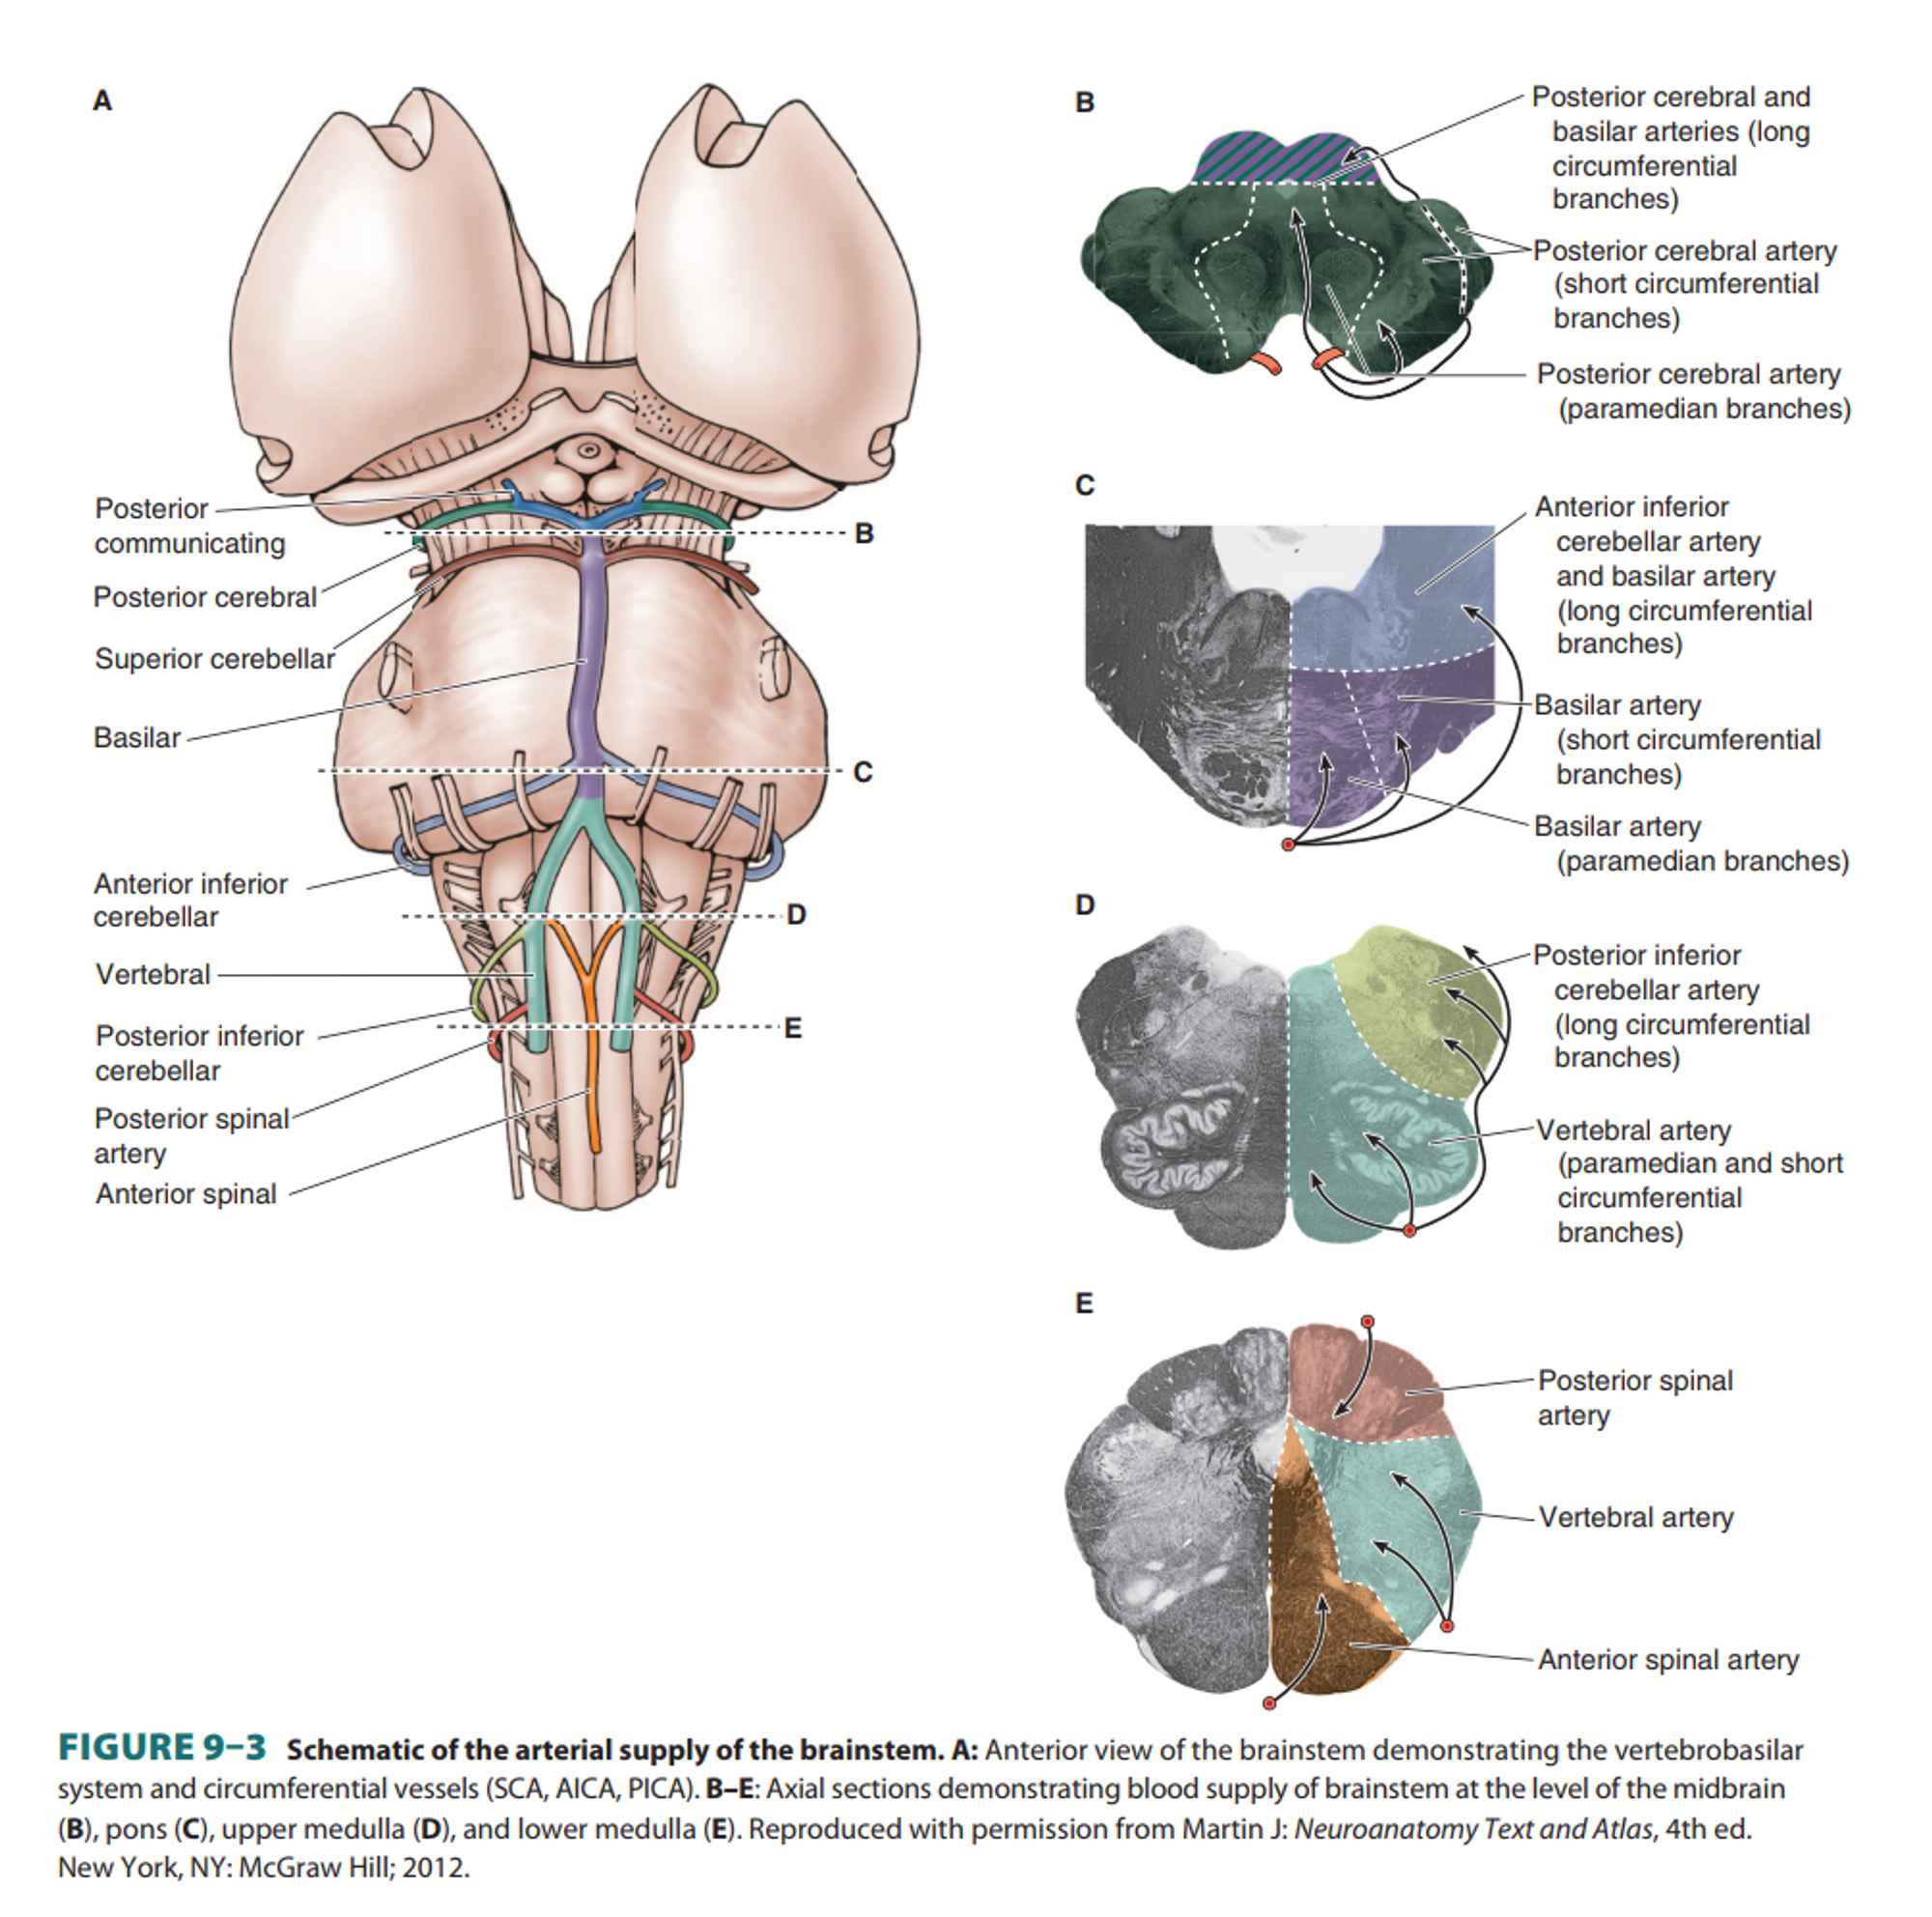 A
Posterior
communicating
Posterior cerebral
Superior cerebellar
Basilar
Anterior inferior
cerebellar
Vertebral
Posterior inferior
cerebellar
Posterior spinal
artery
Anterior spinal
B
C
D
E
B
Posterior cerebral and
basilar arteries (long
circumferential
branches)
Posterior cerebral artery
(short circumferential
branches)
Posterior cerebral artery
(paramedian branches)
C
Anterior inferior
cerebellar artery
and basilar artery
(long circumferential
branches)
Basilar artery
(short circumferential
branches)
Basilar artery
(paramedian branches)
D
Posterior inferior
cerebellar artery
(long circumferential
branches)
Vertebral artery
(paramedian and short
circumferential
branches)
E
Posterior spinal
artery
Vertebral artery
Anterior spinal artery
FIGURE 9–3 Schematic of the arterial supply of the brainstem. A: Anterior view of the brainstem demonstrating the vertebrobasilar
system and circumferential vessels (SCA, AICA, PICA). B–E: Axial sections demonstrating blood supply of brainstem at the level of the midbrain
(B), pons (C), upper medulla (D), and lower medulla (E). Reproduced with permission from Martin J: Neuroanatomy Text and Atlas, 4th ed.
New York, NY: McGraw Hill; 2012.